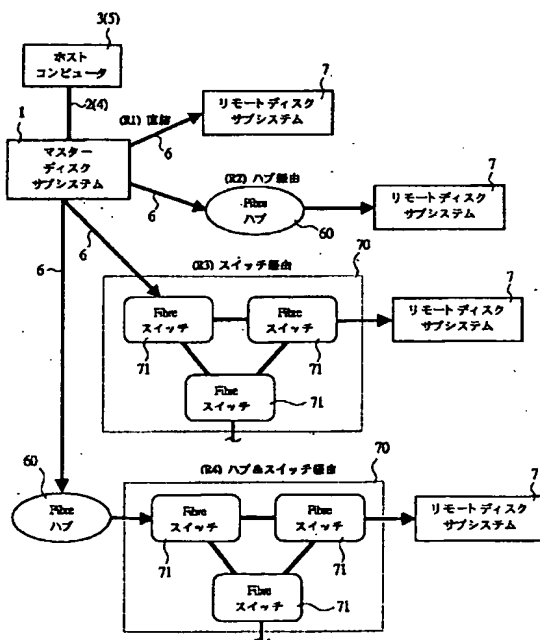 3(5)
ホスト
コンピュータ
2(4)
1
マスター
ディスク
サブシステム
(R1) 直結
6
7
リモートディスク
サブシステム
(R2) ハブ経由
6
Fibre
ハブ
60
7
リモートディスク
サブシステム
6
6
(R3) スイッチ経由
70
Fibre
スイッチ
71
Fibre
スイッチ
71
Fibre
スイッチ
71
7
リモートディスク
サブシステム
60
Fibre
ハブ
(R4) ハブ&スイッチ経由
70
Fibre
スイッチ
71
Fibre
スイッチ
71
Fibre
スイッチ
71
7
リモートディスク
サブシステム